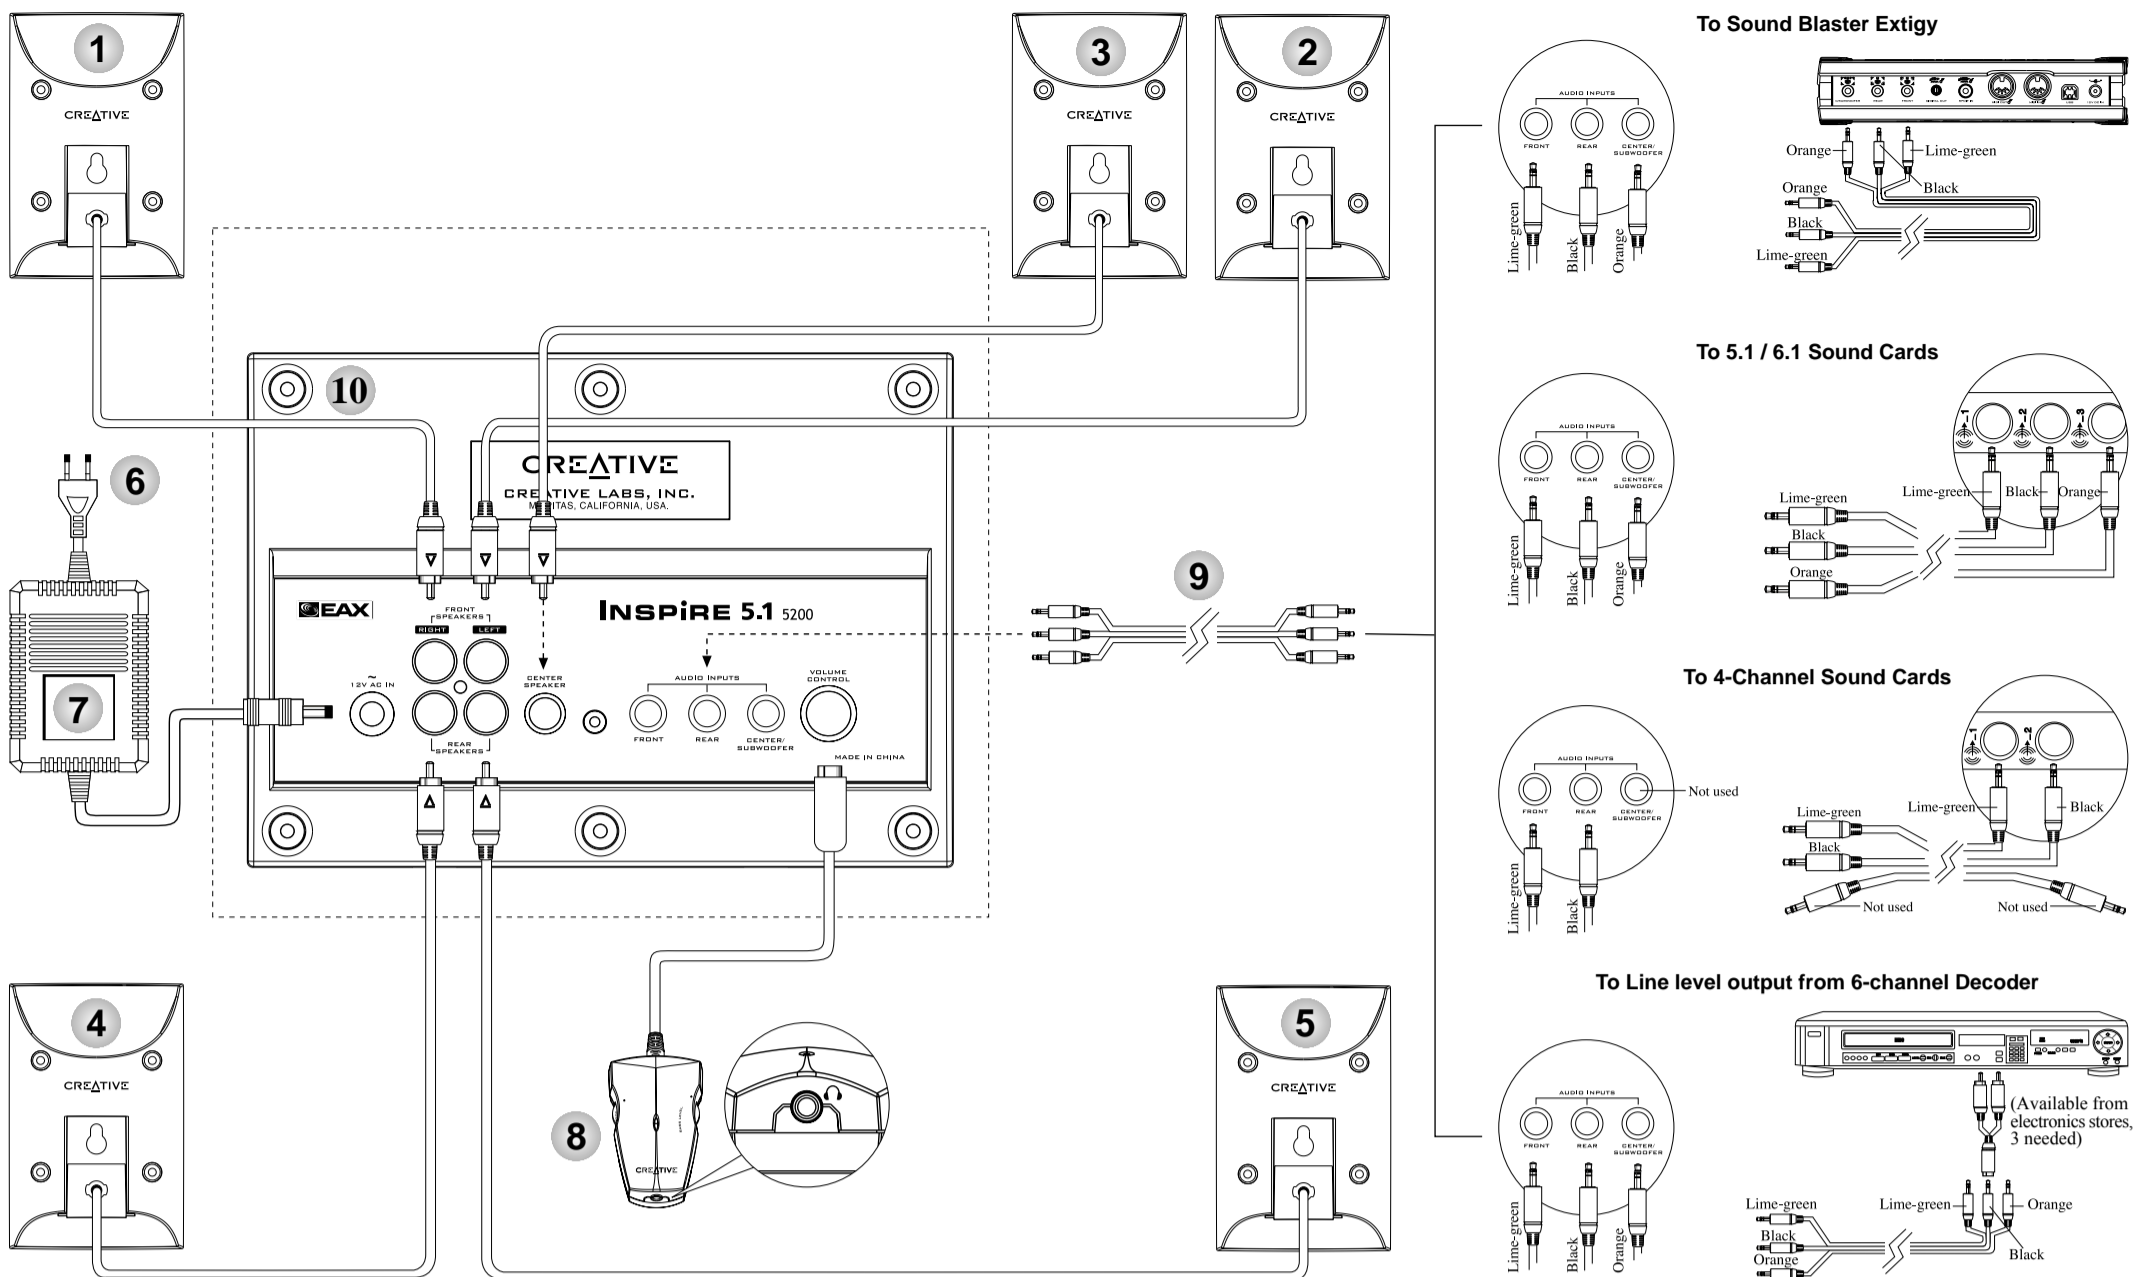 1
CREATIVE
3
CREATIVE
2
CREATIVE
10
CREATIVE
CREATIVE LABS, INC.
MILPITAS, CALIFORNIA, USA.
6
7
EAX
INSPIRE 5.1 5200
FRONT
SPEAKERS
RIGHT
LEFT
~
12V AC IN
REAR
SPEAKERS
CENTER
SPEAKER
AUDIO INPUTS
FRONT
REAR
CENTER/
SUBWOOFER
VOLUME
CONTROL
MADE IN CHINA
9
4
CREATIVE
8
CREATIVE
5
CREATIVE
To Sound Blaster Extigy
AUDIO INPUTS
FRONT
REAR
CENTER/
SUBWOOFER
Lime-green
Black
Orange
Orange
Lime-green
Black
Orange
Black
Lime-green
To 5.1 / 6.1 Sound Cards
AUDIO INPUTS
FRONT
REAR
CENTER/
SUBWOOFER
Lime-green
Black
Orange
1
2
3
Lime-green
Black
Orange
Lime-green
Black
Orange
To 4-Channel Sound Cards
AUDIO INPUTS
FRONT
REAR
CENTER/
SUBWOOFER
Not used
Lime-green
Black
1
2
Lime-green
Black
Lime-green
Black
Not used
Not used
To Line level output from 6-channel Decoder
AUDIO INPUTS
FRONT
REAR
CENTER/
SUBWOOFER
Lime-green
Black
Orange
(Available from
electronics stores,
3 needed)
Lime-green
Orange
Black
Lime-green
Black
Orange